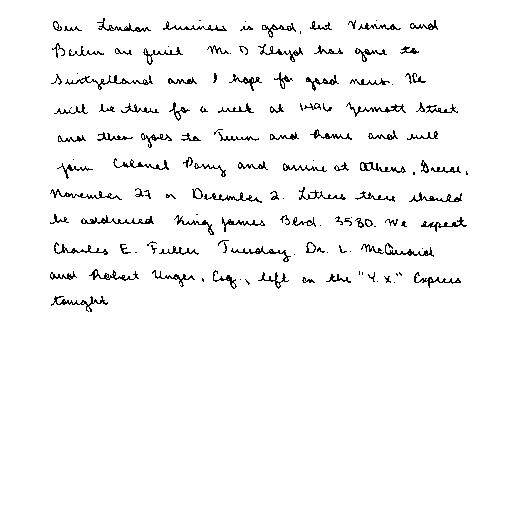 Our London business is good, but Vienna and
Berlin are quiet Mr. D Lloyd has gone to
Switzerland and I hope for good news. He
will be there for a week at 1496 Zermott Street
and then goes to Turin and Rome and will
join Colonel Parry and arrive at Athens, Greece,
November 27 or December 2. Letters there should
be addressed King James Blvd. 3580. We expect
Charles E. Fuller Tuesday. Dr. L. McQuaid
and Robert Unger, Esq., left on the "Y.X." Express
tonight